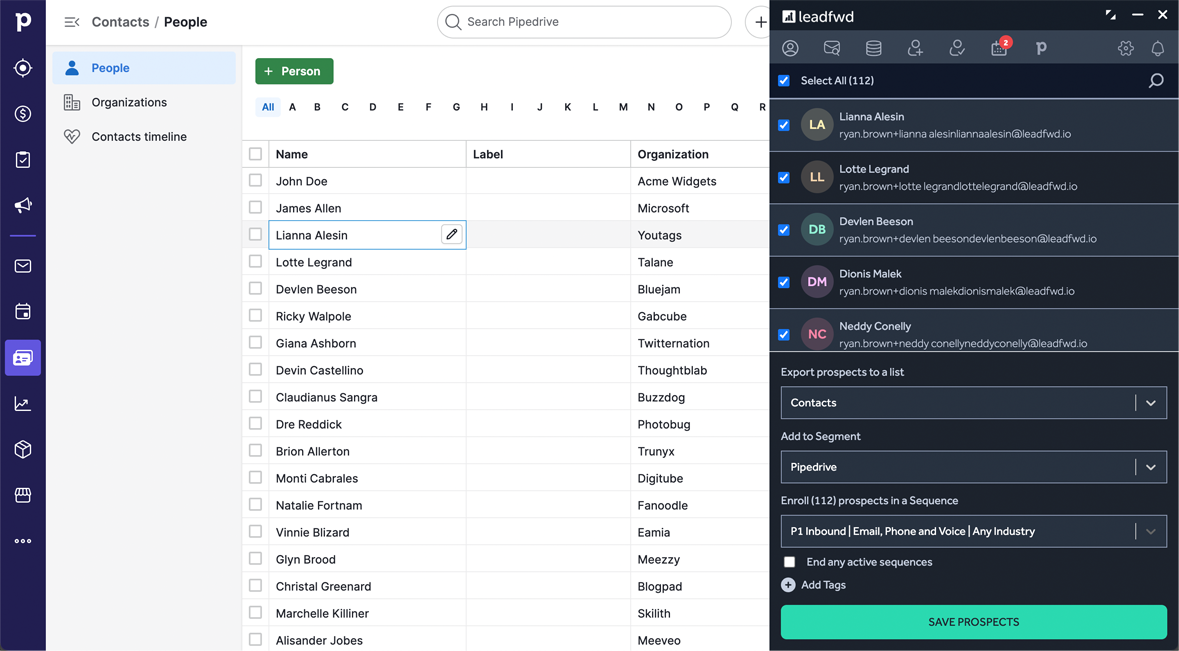 Contacts / People
Search Pipedrive
People
Organizations
Contacts timeline
+ Person
All A B C D E F G H I J K L M N O P Q R
Name Label Organization
John Doe Acme Widgets
James Allen Microsoft
Lianna Alesin Youtags
Lotte Legrand Talane
Devlen Beeson Bluejam
Ricky Walpole Gabcube
Giana Ashborn Twitternation
Devin Castellino Thoughtblab
Claudianus Sangra Buzzdog
Dre Reddick Photobug
Brion Allerton Trunyx
Monti Cabrales Digitube
Natalie Fortnam Fanoodle
Vinnie Blizard Eamia
Glyn Brood Meezzy
Christal Greenard Blogpad
Marchelle Killiner Skilith
Alisander Jobes Meeveo
leadfwd
2
Select All (112)
LA
Lianna Alesin
ryan.brown+lianna alesinliannaalesin@leadfwd.io
LL
Lotte Legrand
ryan.brown+lotte legrandlottelegrand@leadfwd.io
DB
Devlen Beeson
ryan.brown+devlen beesondevlenbeeson@leadfwd.io
DM
Dionis Malek
ryan.brown+dionis malekdionismalek@leadfwd.io
NC
Neddy Conelly
ryan.brown+neddy conellyneddyconelly@leadfwd.io
Export prospects to a list
Contacts
Add to Segment
Pipedrive
Enroll (112) prospects in a Sequence
P1 Inbound | Email, Phone and Voice | Any Industry
End any active sequences
Add Tags
SAVE PROSPECTS